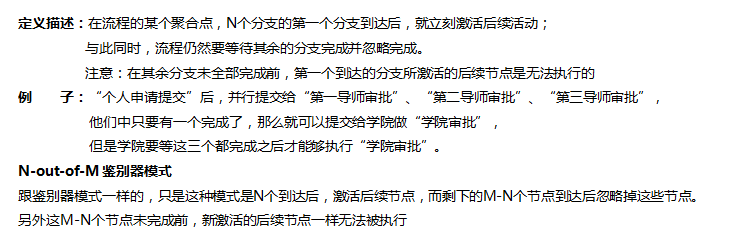 定义描述：在流程的某个聚合点，N个分支的第一个分支到达后，就立刻激活后续活动；
与此同时，流程仍然要等待其余的分支完成并忽略完成。
注意：在其余分支未全部完成前，第一个到达的分支所激活的后续节点是无法执行的
例 子：“个人申请提交”后，并行提交给“第一导师审批”、“第二导师审批”、“第三导师审批”，
他们中只要有一个完成了，那么就可以提交给学院做“学院审批”，
但是学院要等这三个都完成之后才能够执行“学院审批”。
N-out-of-M 鉴别器模式
跟鉴别器模式一样的，只是这种模式是N个到达后，激活后续节点，而剩下的M-N个节点到达后忽略掉这些节点。
另外这M-N个节点未完成前，新激活的后续节点一样无法被执行